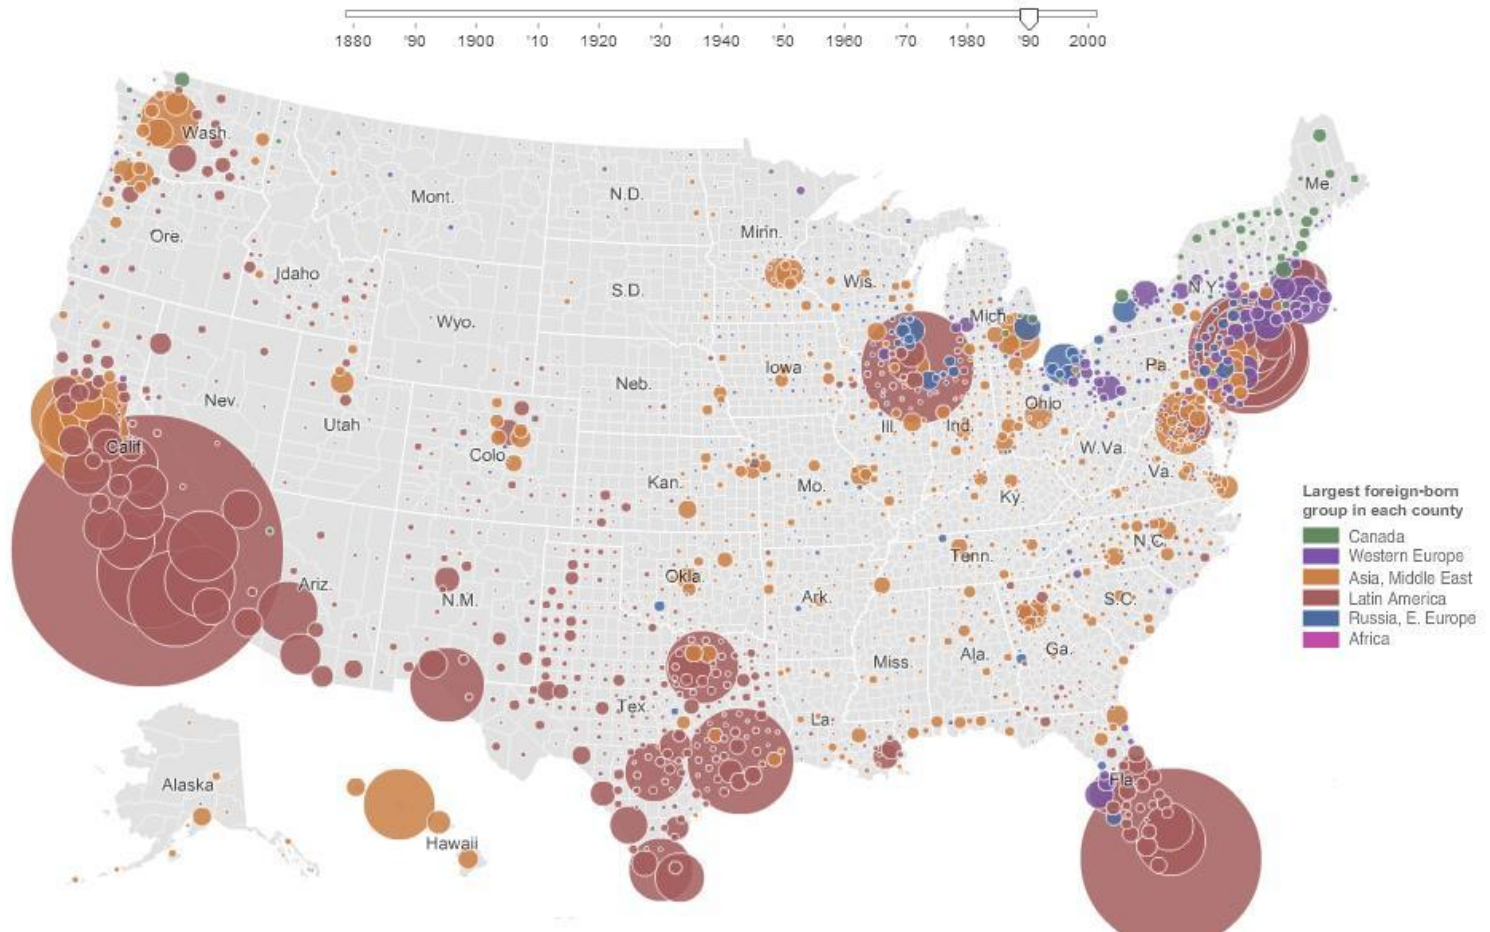 1880 '90 1900 '10 1920 '30 1940 '50 1960 '70 1980 '90 2000
Wash.
Mont.
N.D.
Minn.
Me.
Ore.
Idaho
S.D.
Wis.
Mich.
N.Y.
Wyo.
Iowa
Pa.
Neb.
Nev.
Utah
Colo.
Ill.
Ind.
Ohio
Calif.
Kan.
Mo.
W.Va.
Va.
Ky.
Largest foreign-born
group in each county
Canada
Western Europe
Asia, Middle East
Latin America
Russia, E. Europe
Africa
Ariz.
N.M.
Okla.
Ark.
Tenn.
N.C.
S.C.
Miss.
Ala.
Ga.
Tex.
La.
Fla.
Alaska
Hawaii